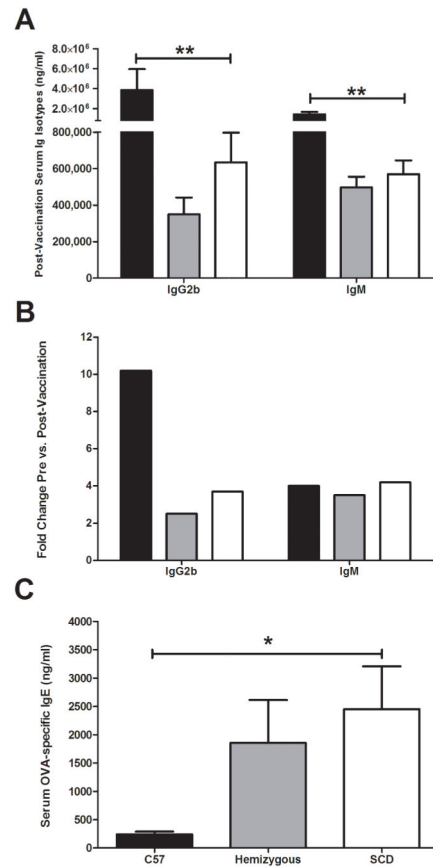 A
Post-Vaccination Serum Ig Isotypes (ng/ml)
8.0×10⁶
6.0×10⁶
4.0×10⁶
2.0×10⁶
800,000
600,000
400,000
200,000
0
**
**
IgG2b
IgM
B
Fold Change Pre vs. Post-Vaccination
12
10
8
6
4
2
0
IgG2b
IgM
C
Serum OVA-specific IgE (ng/ml)
4000
3500
3000
2500
2000
1500
1000
500
0
*
C57
Hemizygous
SCD